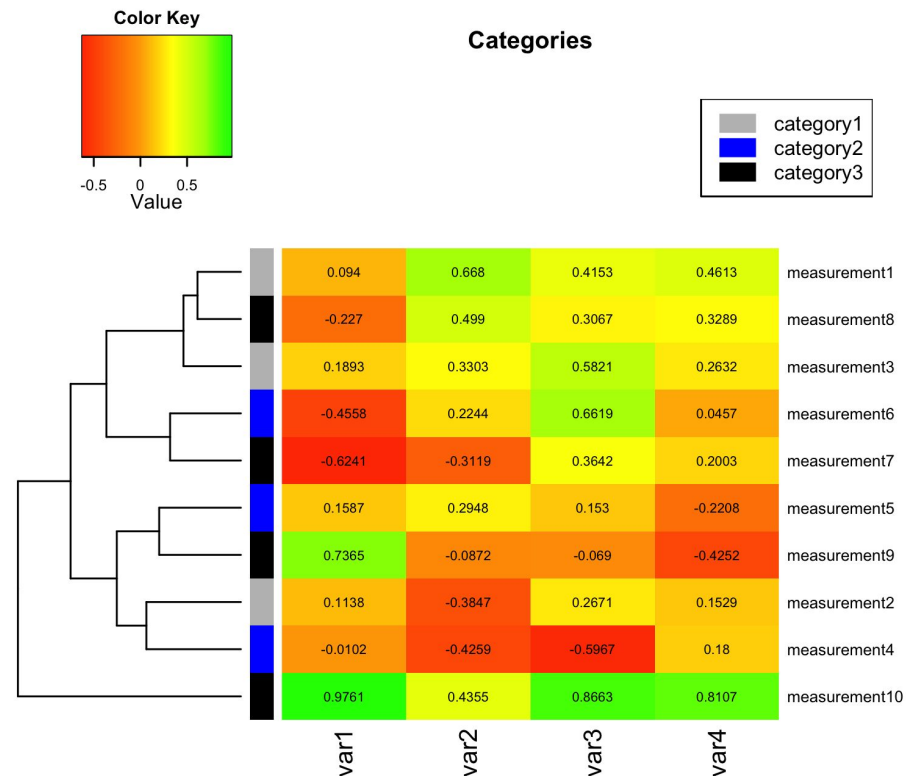 Color Key
Categories
-0.5 0 0.5
Value
category1
category2
category3
0.094 0.668 0.4153 0.4613 measurement1
-0.227 0.499 0.3067 0.3289 measurement8
0.1893 0.3303 0.5821 0.2632 measurement3
-0.4558 0.2244 0.6619 0.0457 measurement6
-0.6241 -0.3119 0.3642 0.2003 measurement7
0.1587 0.2948 0.153 -0.2208 measurement5
0.7365 -0.0872 -0.069 -0.4252 measurement9
0.1138 -0.3847 0.2671 0.1529 measurement2
-0.0102 -0.4259 -0.5967 0.18 measurement4
0.9761 0.4355 0.8663 0.8107 measurement10
var1 var2 var3 var4